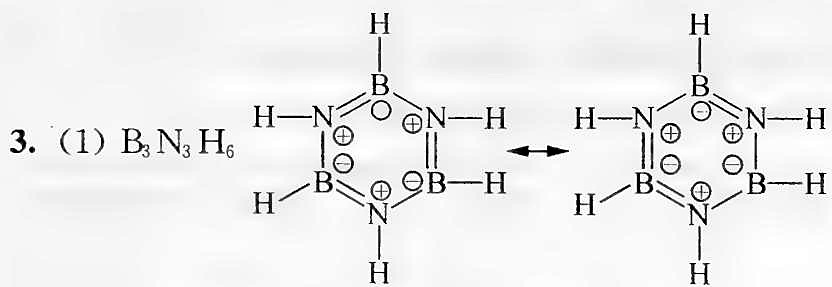 3. (1) B₃N₃H₆
H H
B B
○ ⊖
H—N ⊕ ⊕ N—H H—N ⊕ ⊕ N—H
⊖ ⊖ ↔ ⊖ ⊖
B B—H B B—H
H ⊕ H ⊕
N N
H H